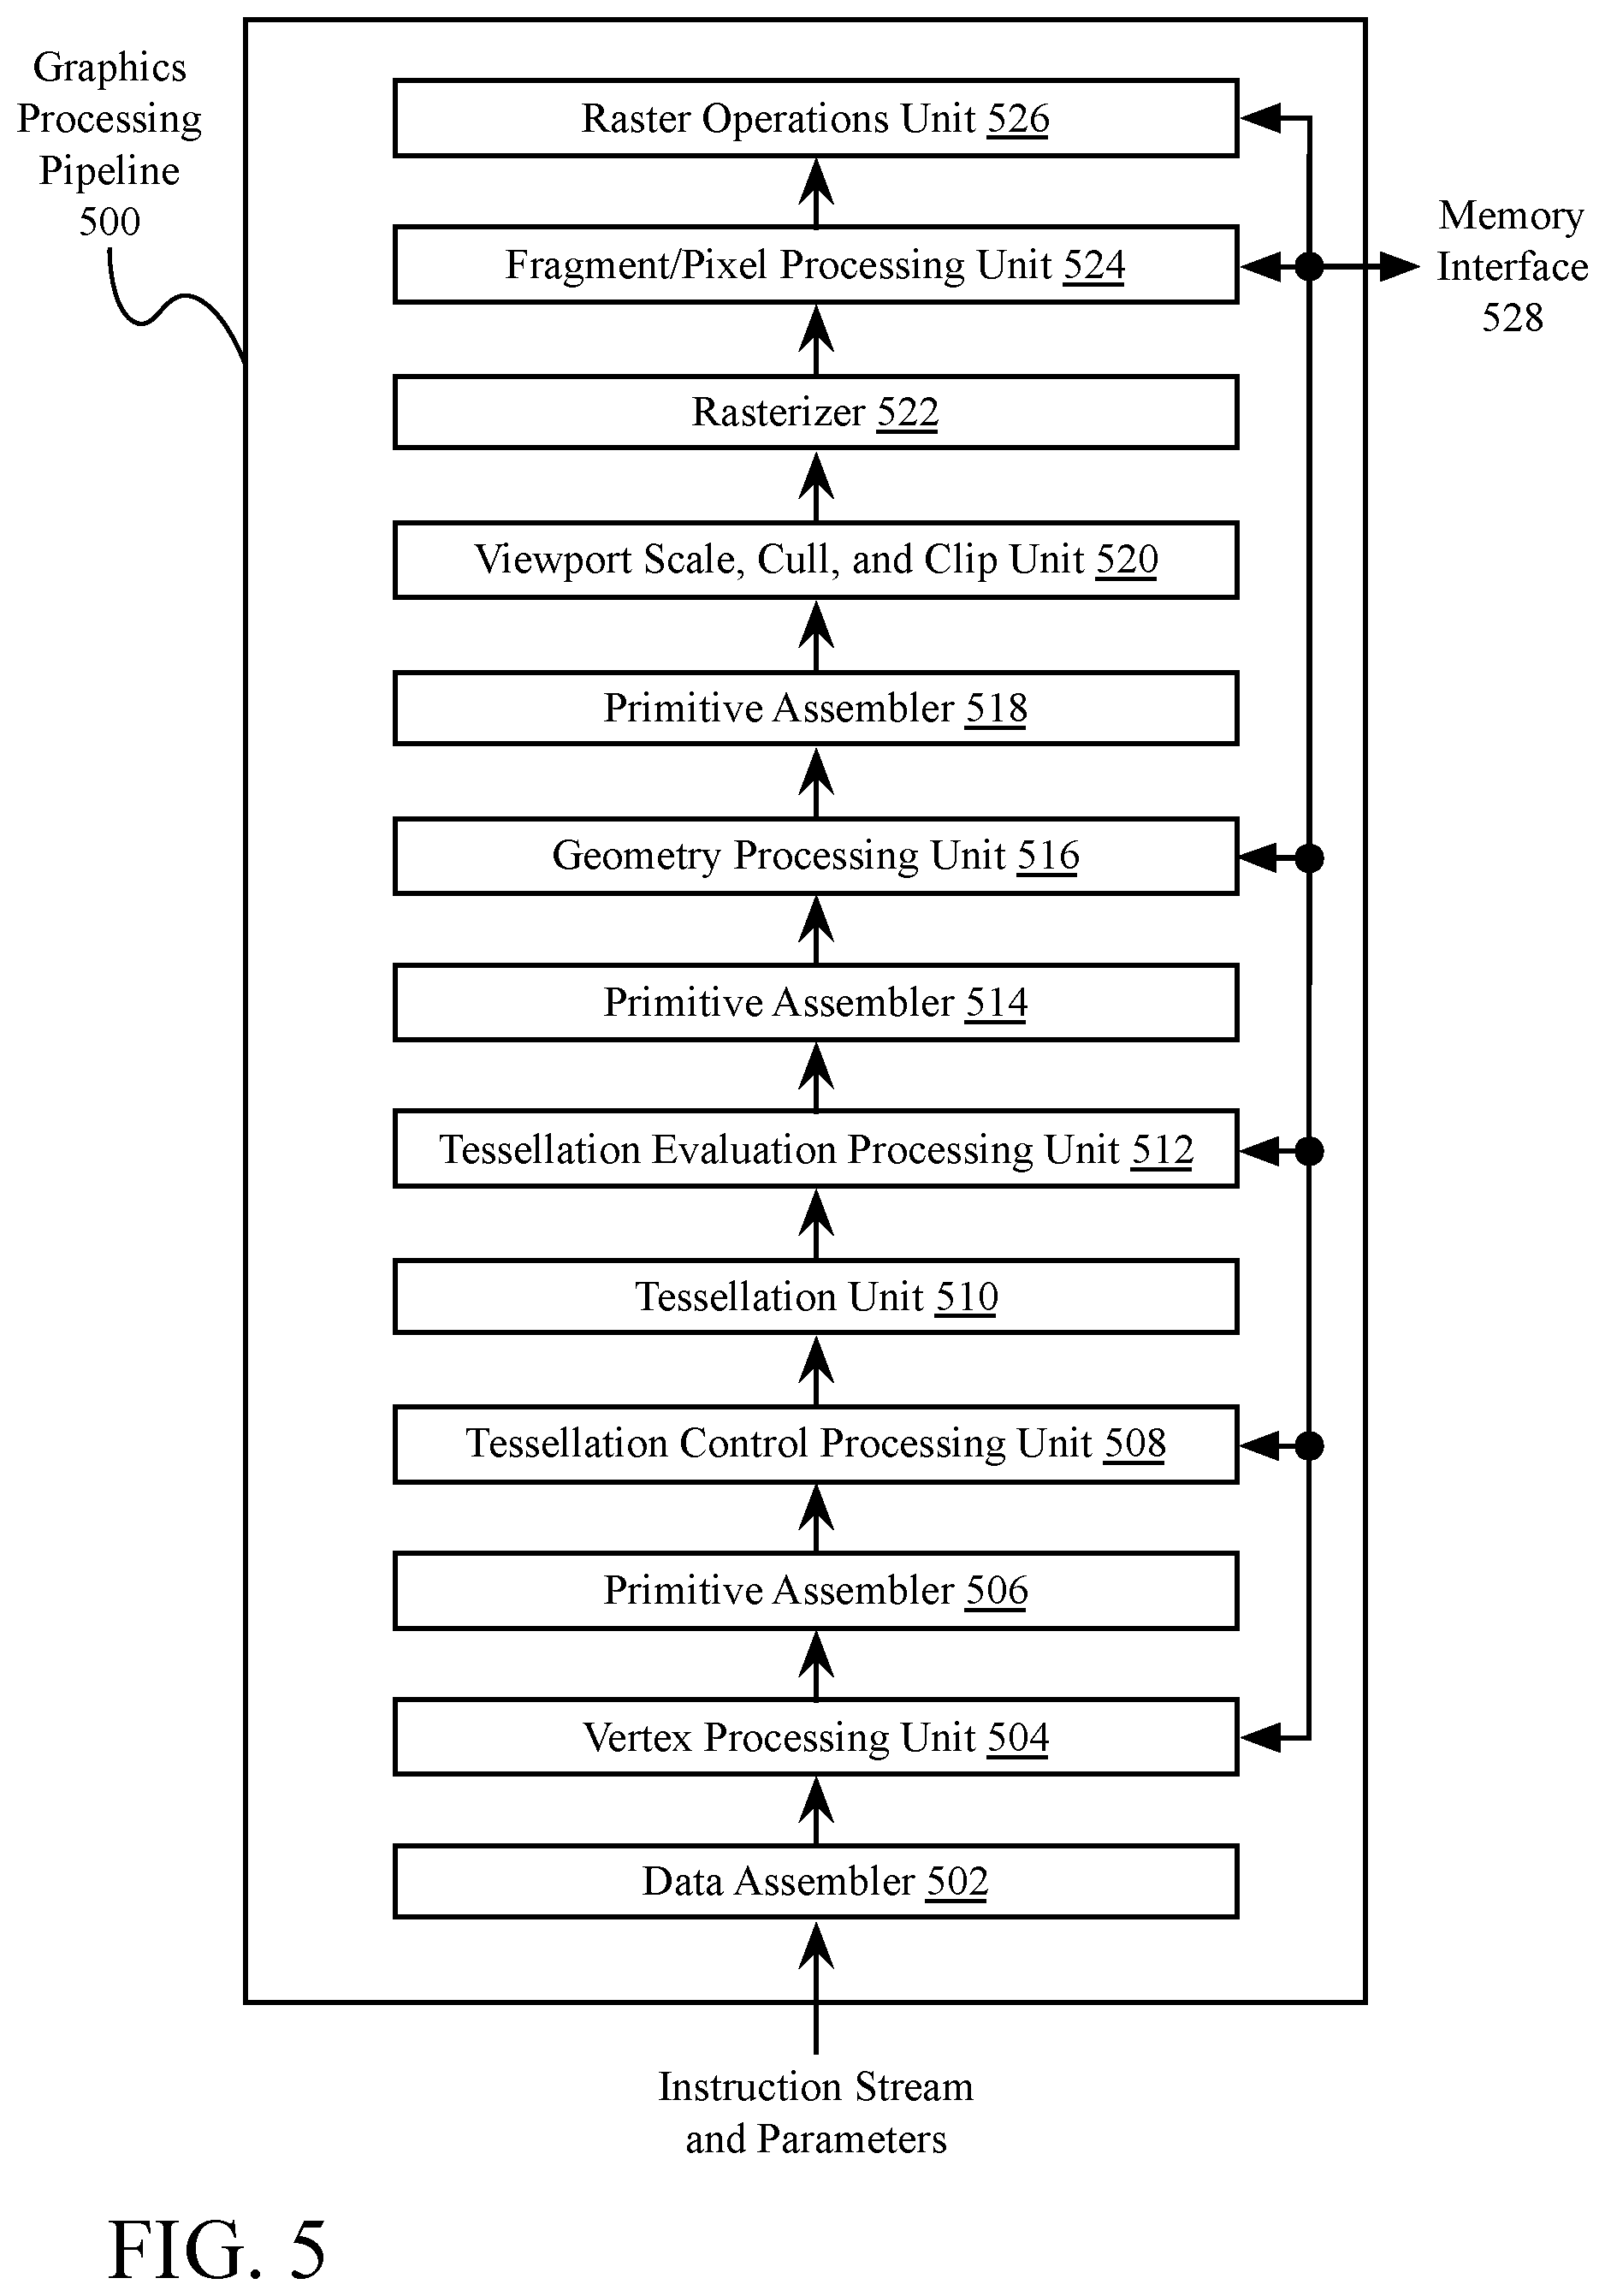 Graphics
Processing
Pipeline
500
Raster Operations Unit 526
Fragment/Pixel Processing Unit 524
Memory
Interface
528
Rasterizer 522
Viewport Scale, Cull, and Clip Unit 520
Primitive Assembler 518
Geometry Processing Unit 516
Primitive Assembler 514
Tessellation Evaluation Processing Unit 512
Tessellation Unit 510
Tessellation Control Processing Unit 508
Primitive Assembler 506
Vertex Processing Unit 504
Data Assembler 502
Instruction Stream
and Parameters
FIG. 5